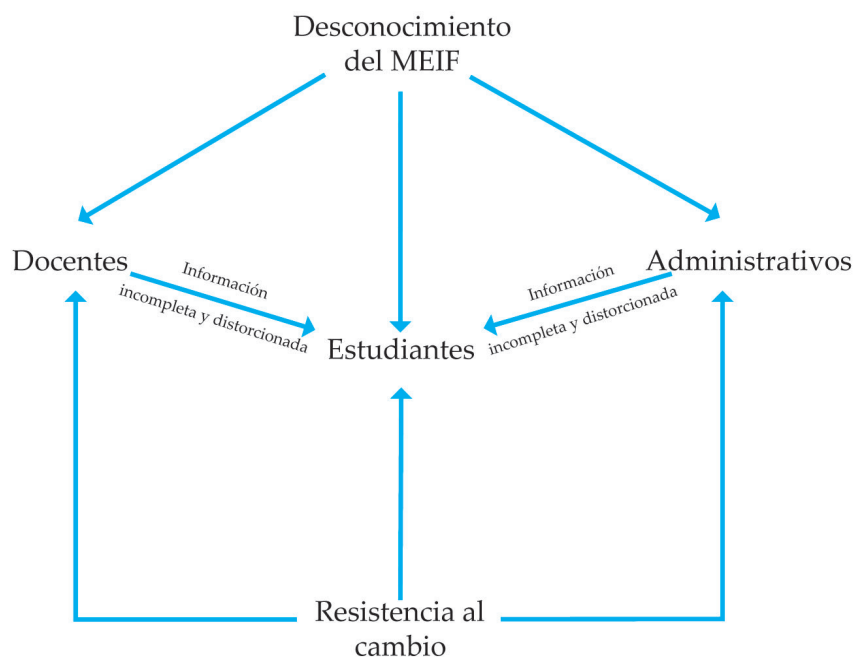 Desconocimiento
del MEIF
Docentes
Información
incompleta y distorcionada
Estudiantes
Administrativos
Información
incompleta y distorcionada
Resistencia al
cambio